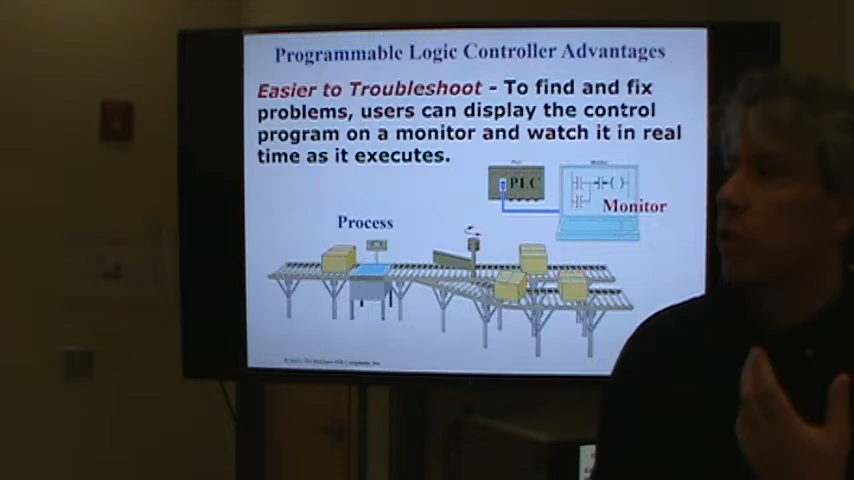 Programmable Logic Controller Advantages
Easier to Troubleshoot - To find and fix
problems, users can display the control
program on a monitor and watch it in real
time as it executes.
PLC
Monitor
Process